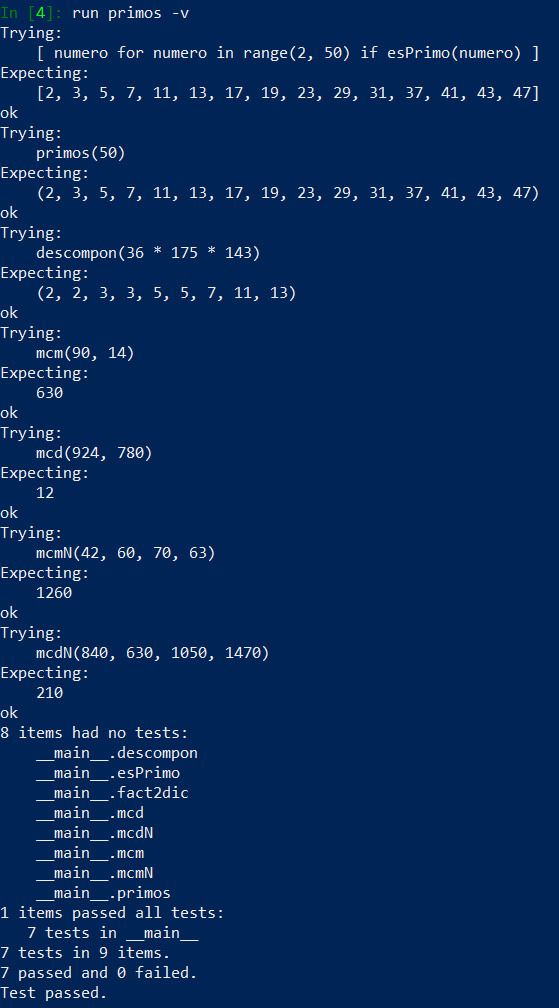 In [4]: run primos -v
Trying:
    [ numero for numero in range(2, 50) if esPrimo(numero) ]
Expecting:
    [2, 3, 5, 7, 11, 13, 17, 19, 23, 29, 31, 37, 41, 43, 47]
ok
Trying:
    primos(50)
Expecting:
    (2, 3, 5, 7, 11, 13, 17, 19, 23, 29, 31, 37, 41, 43, 47)
ok
Trying:
    descompon(36 * 175 * 143)
Expecting:
    (2, 2, 3, 3, 5, 5, 7, 11, 13)
ok
Trying:
    mcm(90, 14)
Expecting:
    630
ok
Trying:
    mcd(924, 780)
Expecting:
    12
ok
Trying:
    mcmN(42, 60, 70, 63)
Expecting:
    1260
ok
Trying:
    mcdN(840, 630, 1050, 1470)
Expecting:
    210
ok
8 items had no tests:
    __main__.descompon
    __main__.esPrimo
    __main__.fact2dic
    __main__.mcd
    __main__.mcdN
    __main__.mcm
    __main__.mcmN
    __main__.primos
1 items passed all tests:
   7 tests in __main__
7 tests in 9 items.
7 passed and 0 failed.
Test passed.